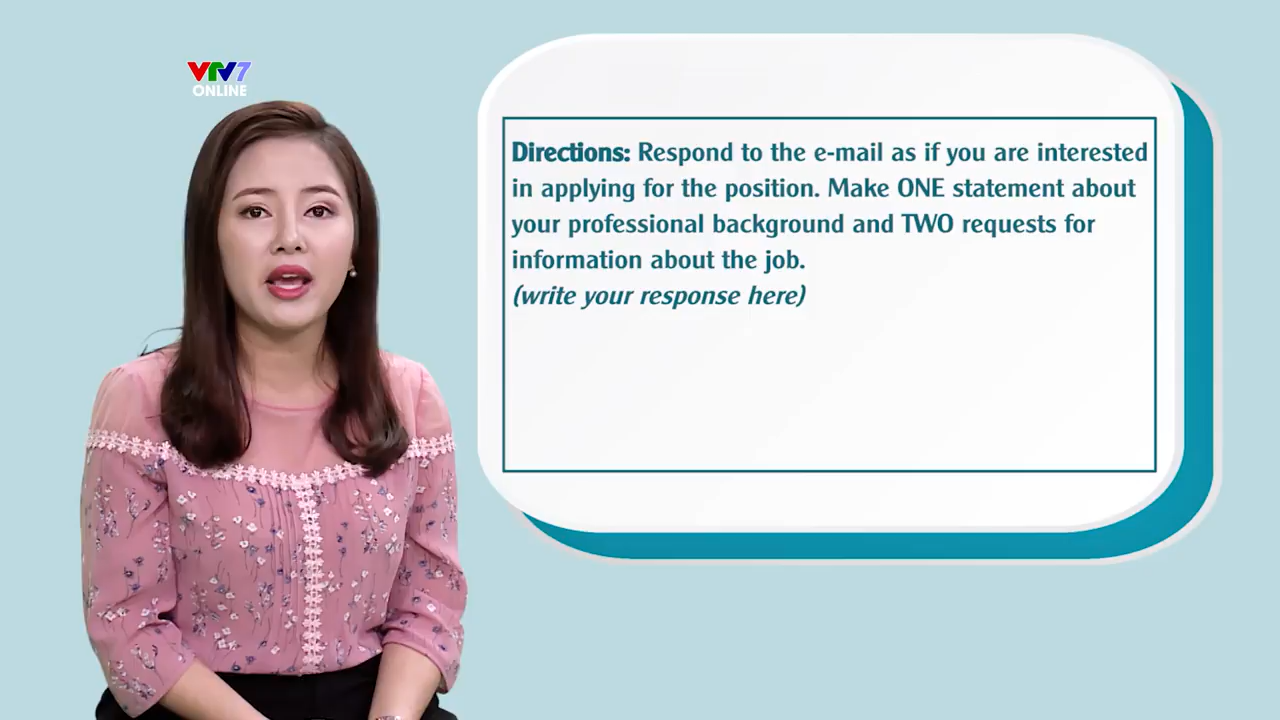 VTV7
ONLINE
Directions: Respond to the e-mail as if you are interested
in applying for the position. Make ONE statement about
your professional background and TWO requests for
information about the job.
(write your response here)